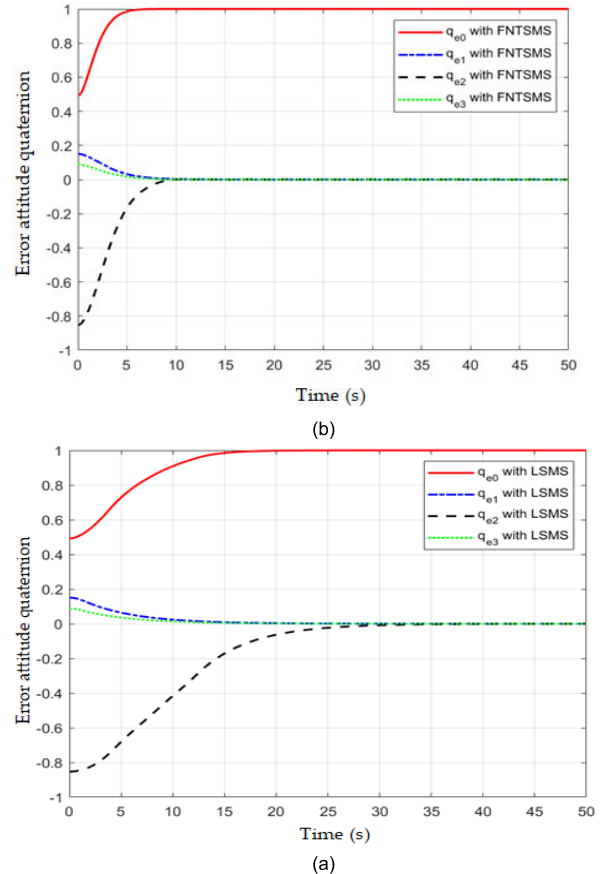 1
0.8
0.6
0.4
0.2
0
-0.2
-0.4
-0.6
-0.8
-1
Error attitude quaternion
q_e0 with FNTSMS
q_e1 with FNTSMS
q_e2 with FNTSMS
q_e3 with FNTSMS
0 5 10 15 20 25 30 35 40 45 50
Time (s)
(b)
1
0.8
0.6
0.4
0.2
0
-0.2
-0.4
-0.6
-0.8
-1
Error attitude quaternion
q_e0 with LSMS
q_e1 with LSMS
q_e2 with LSMS
q_e3 with LSMS
0 5 10 15 20 25 30 35 40 45 50
Time (s)
(a)